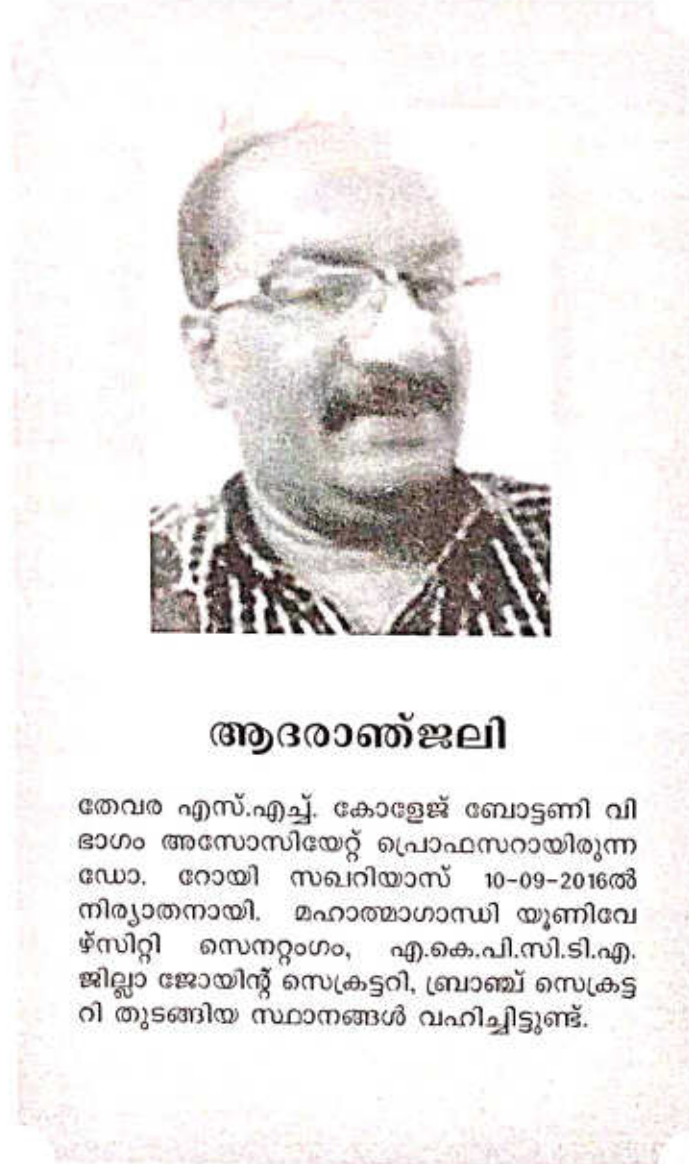 ആദരാഞ്ജലി
തേവര എസ്.എച്ച്. കോളേജ് ബോട്ടണി വി
ഭാഗം അസോസിയേറ്റ് പ്രൊഫസറായിരുന്ന
ഡോ. റോയി സഖറിയാസ് 10-09-2016ൽ
നിര്യാതനായി. മഹാത്മാഗാന്ധി യൂണിവേ
ഴ്സിറ്റി സെനറ്റംഗം, എ.കെ.പി.സി.ടി.എ.
ജില്ലാ ജോയിന്റ് സെക്രട്ടറി, ബ്രാഞ്ച് സെക്രട്ട
റി തുടങ്ങിയ സ്ഥാനങ്ങൾ വഹിച്ചിട്ടുണ്ട്.